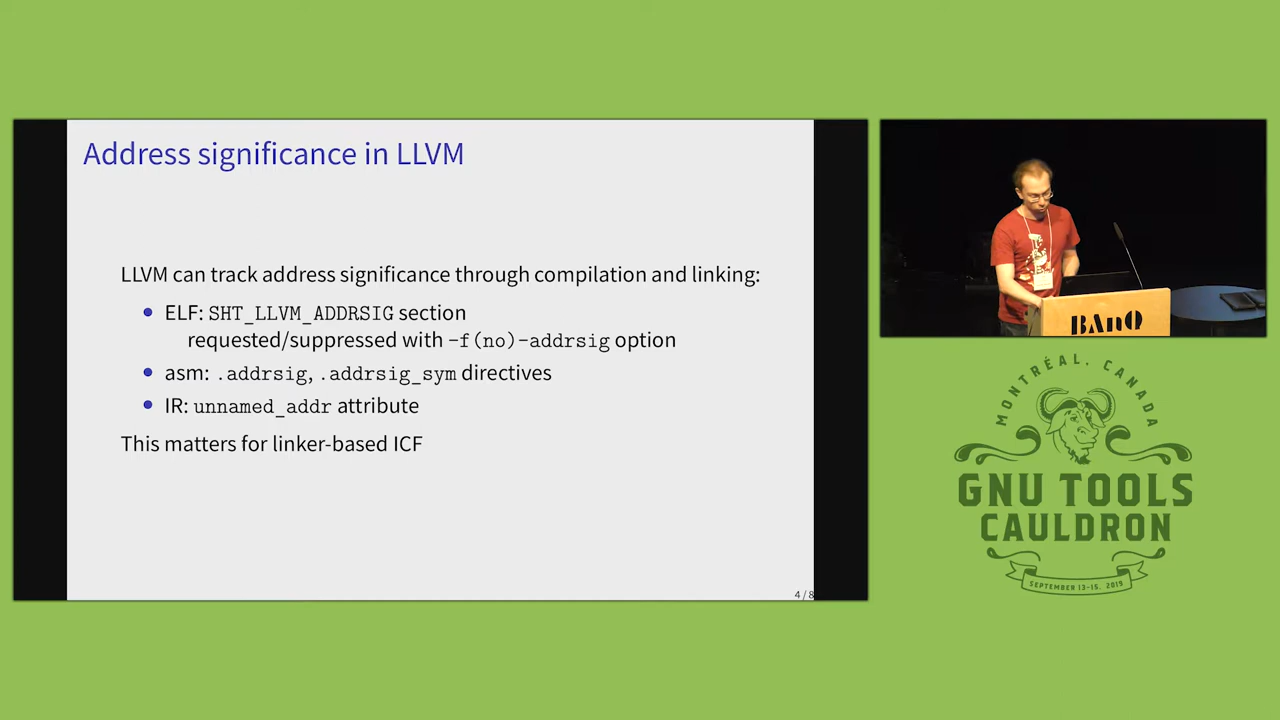 Address significance in LLVM
LLVM can track address significance through compilation and linking:
ELF: SHT_LLVM_ADDRSIG section
requested/suppressed with -f(no)-addrsig option
asm: .addrsig, .addrsig_sym directives
IR: unnamed_addr attribute
This matters for linker-based ICF
4 / 8
BAnQ
MONTRÉAL, CANADA
GNU TOOLS
CAULDRON
SEPTEMBER 13-15, 2019